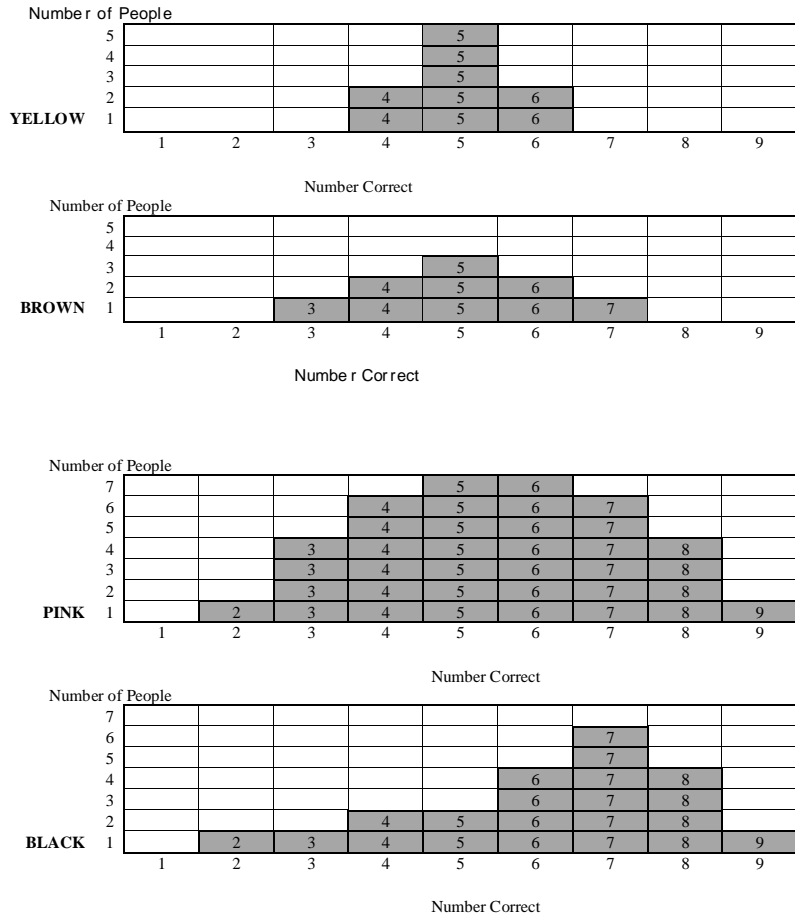 Number of People
5 5
4 5
3 5
2 4 5 6
YELLOW 1 4 5 6
1 2 3 4 5 6 7 8 9
Number Correct
Number of People
5
4
3 5
2 4 5 6
BROWN 1 3 4 5 6 7
1 2 3 4 5 6 7 8 9
Number Correct
Number of People
7 5 6
6 4 5 6 7
5 4 5 6 7
4 3 4 5 6 7 8
3 3 4 5 6 7 8
2 3 4 5 6 7 8
PINK 1 2 3 4 5 6 7 8 9
1 2 3 4 5 6 7 8 9
Number Correct
Number of People
7
6 7
5 7
4 6 7 8
3 6 7 8
2 4 5 6 7 8
BLACK 1 2 3 4 5 6 7 8 9
1 2 3 4 5 6 7 8 9
Number Correct